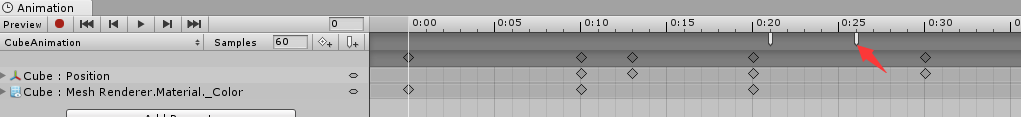 Animation
Preview 0 0:00 0:05 0:10 0:15 0:20 0:25 0:30
CubeAnimation Samples 60
Cube : Position
Cube : Mesh Renderer.Material._Color